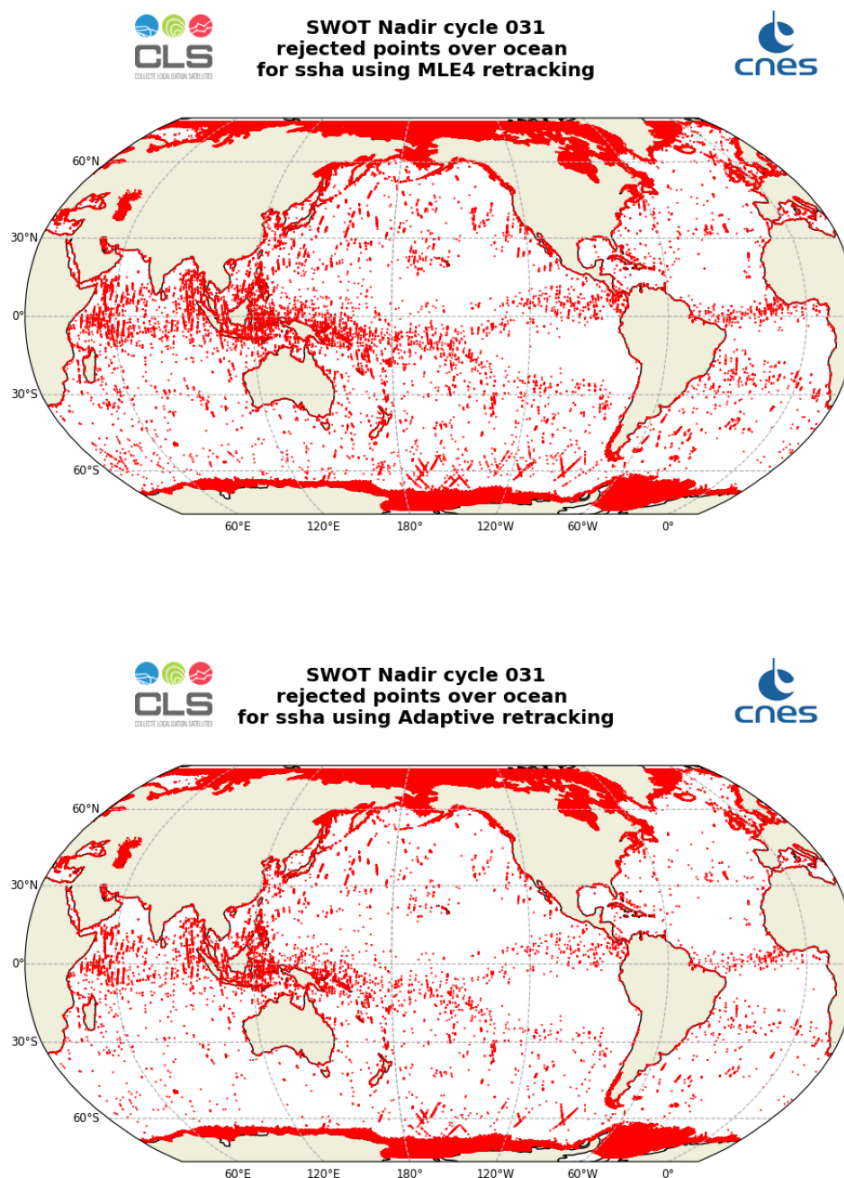 SWOT Nadir cycle 031
rejected points over ocean
for ssha using MLE4 retracking
CLS
COLLECTE LOCALISATION SATELLITES
cnes
60°N
30°N
0°
30°S
60°S
60°E 120°E 180° 120°W 60°W 0°
SWOT Nadir cycle 031
rejected points over ocean
for ssha using Adaptive retracking
CLS
COLLECTE LOCALISATION SATELLITES
cnes
60°N
30°N
0°
30°S
60°S
60°E 120°E 180° 120°W 60°W 0°